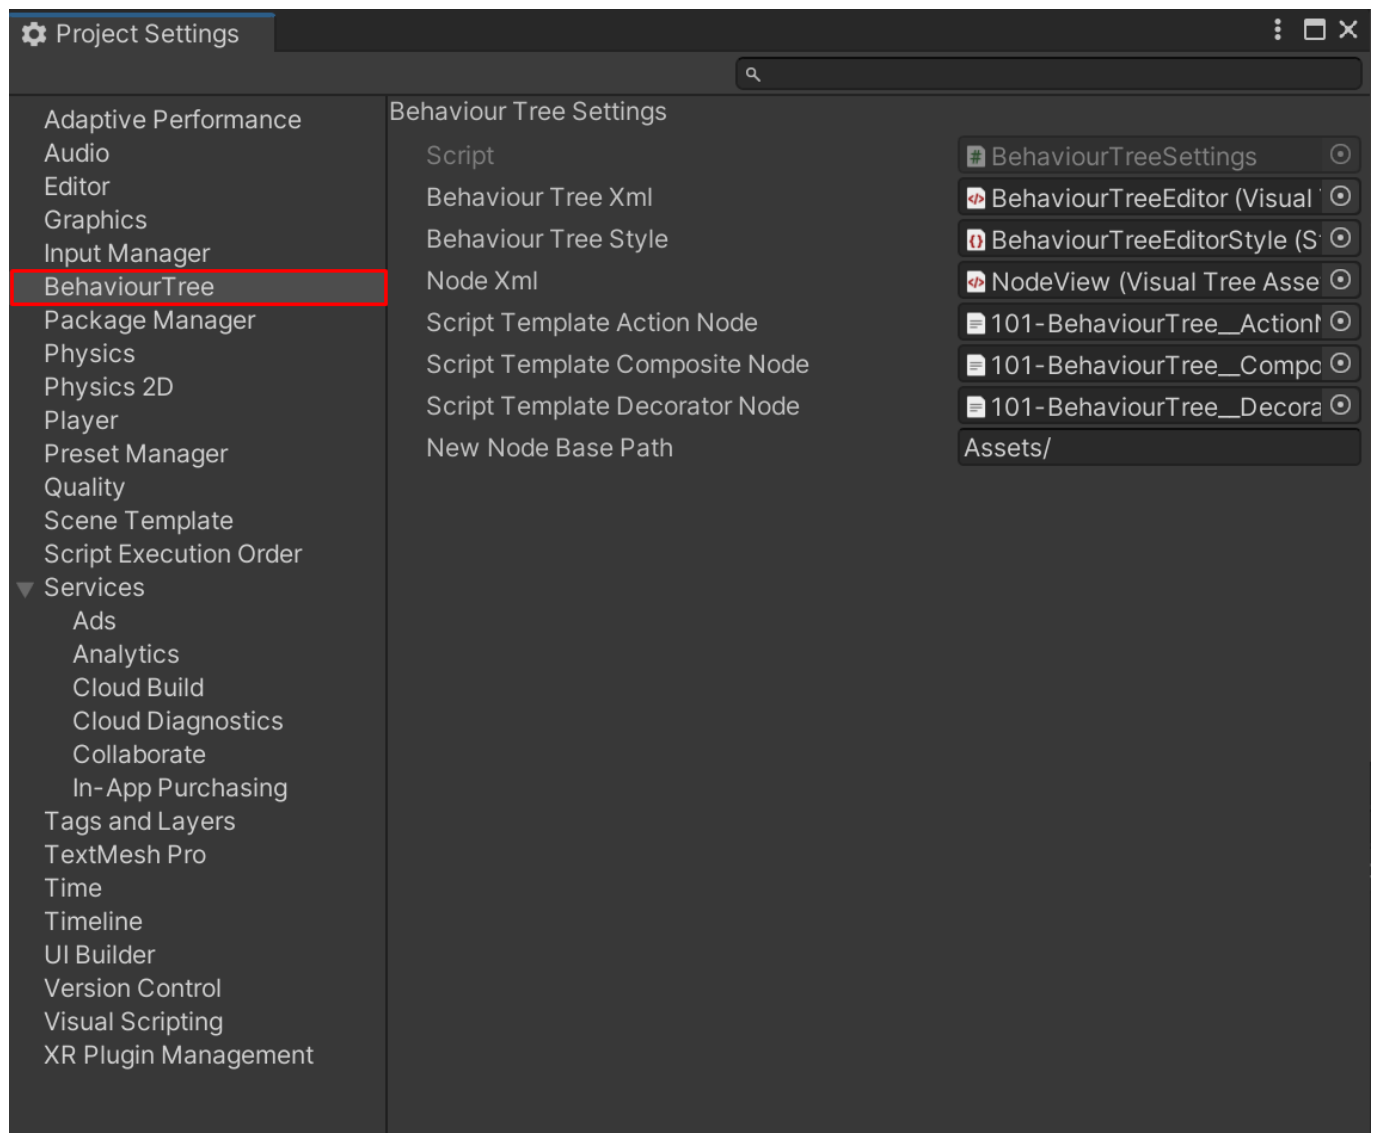 Project Settings
Adaptive Performance
Audio
Editor
Graphics
Input Manager
BehaviourTree
Package Manager
Physics
Physics 2D
Player
Preset Manager
Quality
Scene Template
Script Execution Order
Services
Ads
Analytics
Cloud Build
Cloud Diagnostics
Collaborate
In-App Purchasing
Tags and Layers
TextMesh Pro
Time
Timeline
UI Builder
Version Control
Visual Scripting
XR Plugin Management
Behaviour Tree Settings
Script BehaviourTreeSettings
Behaviour Tree Xml BehaviourTreeEditor (Visual
Behaviour Tree Style BehaviourTreeEditorStyle (S
Node Xml NodeView (Visual Tree Asse
Script Template Action Node 101-BehaviourTree__Action
Script Template Composite Node 101-BehaviourTree__Compo
Script Template Decorator Node 101-BehaviourTree__Decora
New Node Base Path Assets/